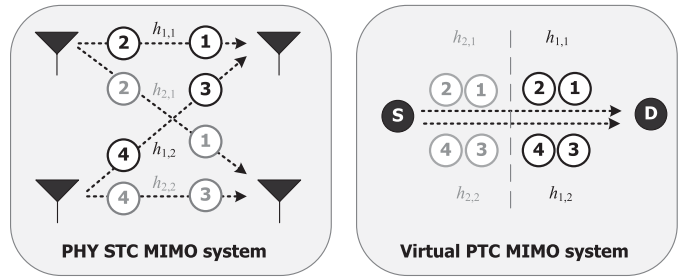 2 h1,1 1
2 h2,1 3
4 h1,2 1
4 h2,2 3
PHY STC MIMO system
h2,1 h1,1
2 1 2 1
S D
4 3 4 3
h2,2 h1,2
Virtual PTC MIMO system